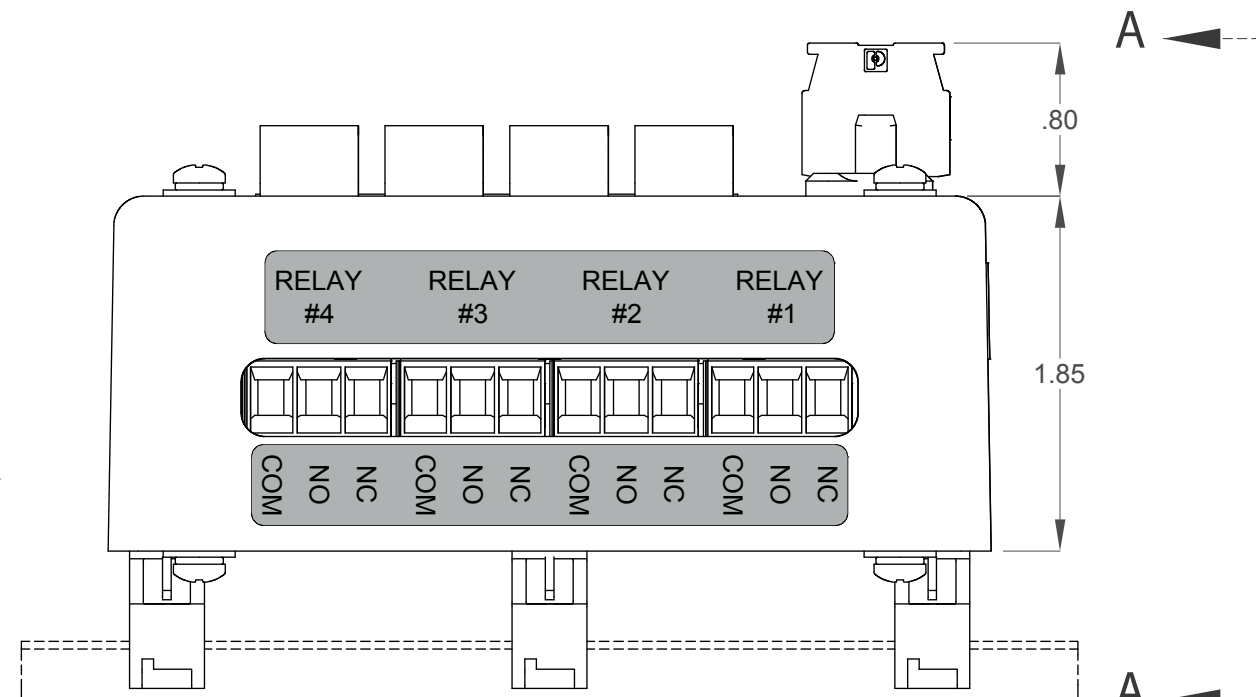 A
.80
RELAY RELAY RELAY RELAY
#4 #3 #2 #1
1.85
COM NO NC COM NO NC COM NO NC COM NO NC
A